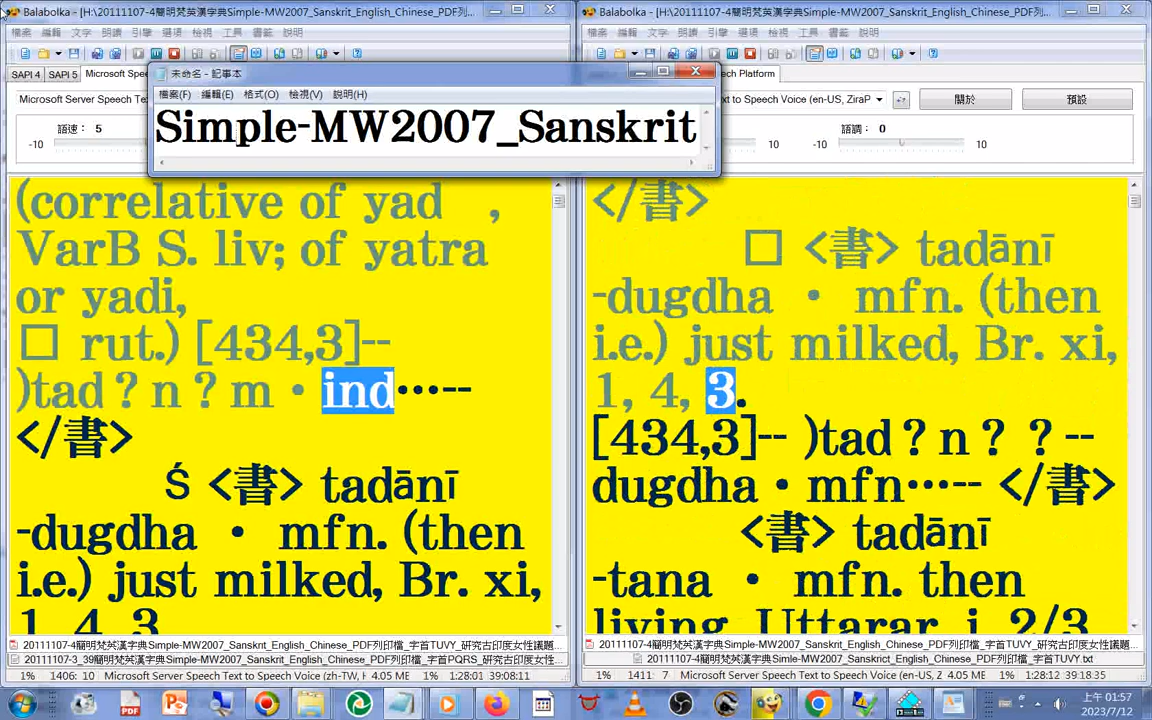 Balabolka - [H:\20111107-4簡明梵英漢字典Simple-MW2007_Sanskrit_English_Chinese_PDF列...
檔案 編輯 文字 朗讀 引擎 選項 檢視 工具 書籤 說明
SAPI 4 SAPI 5 Microsoft Spe
Microsoft Server Speech Text
語速： 5
-10
(correlative of yad ,
VarB S. liv; of yatra
or yadi,
□ rut.) [434,3]--
)tad？n？m・ind…--
</書>
Ś <書> tadānī
-dugdha • mfn. (then
i.e.) just milked, Br. xi,
1, 4, 3.
20111107-4簡明梵英漢字典Simple-MW2007_Sanskrit_English_Chinese_PDF列印檔_字首TUVY_研究古印度女性議題...
20111107-3_39簡明梵英漢字典Simple-MW2007_Sanskrit_English_Chinese_PDF列印檔_字首PQRS_研究古印度女性...
1% 1406: 10 Microsoft Server Speech Text to Speech Voice (zh-TW, H 4.05 ME 1% 1:28:01 39:08:11
未命名 - 記事本
檔案(F) 編輯(E) 格式(O) 檢視(V) 說明(H)
Simple-MW2007_Sanskrit
Balabolka - [H:\20111107-4簡明梵英漢字典Simple-MW2007_Sanskrit_English_Chinese_PDF列...
檔案 編輯 文字 朗讀 引擎 選項 檢視 工具 書籤 說明
ech Platform
xt to Speech Voice (en-US, ZiraP 關於 預設
語調： 0
10 -10 10
</書>
□ <書> tadānī
-dugdha • mfn. (then
i.e.) just milked, Br. xi,
1, 4, 3.
[434,3]-- )tad？n？？--
dugdha・mfn…-- </書>
<書> tadānī
-tana • mfn. then
living, Uttarar. i, 2/3
20111107-4簡明梵英漢字典Simple-MW2007_Sanskrit_English_Chinese_PDF列印檔_字首TUVY_研究古印度女性議題...
20111107-4簡明梵英漢字典Simple-MW2007_Sanskrict_English_Chinese_PDF列印檔_字首TUVY.txt
1% 1411: 7 Microsoft Server Speech Text to Speech Voice (en-US, Z 4.05 MB 1% 1:28:12 39:18:35
上午 01:57
2023/7/12